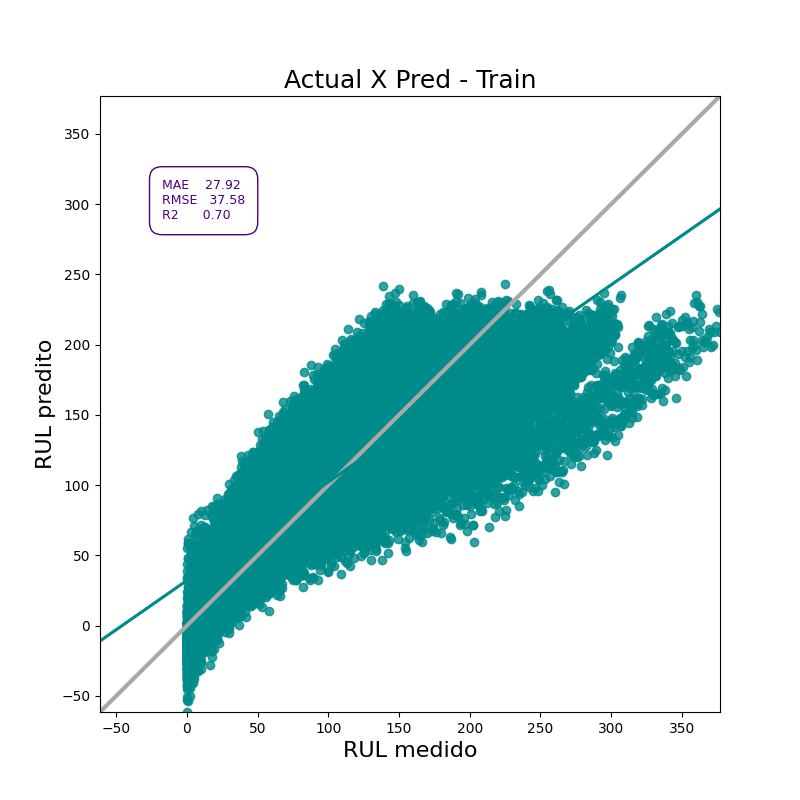 Actual X Pred - Train
MAE 27.92
RMSE 37.58
R2 0.70
RUL predito
350
300
250
200
150
100
50
0
−50
−50 0 50 100 150 200 250 300 350
RUL medido